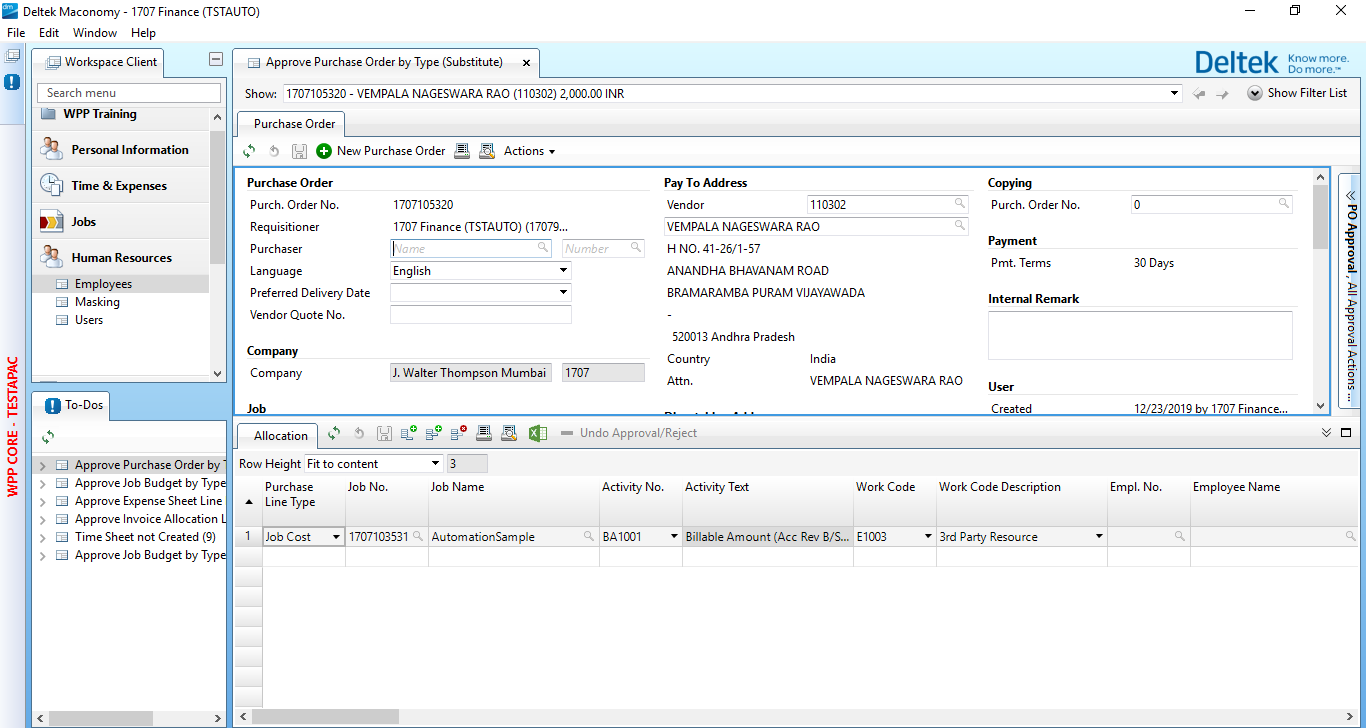 dm Deltek Maconomy - 1707 Finance (TSTAUTO)
File Edit Window Help
Workspace Client
Search menu
WPP Training
Personal Information
Time & Expenses
Jobs
Human Resources
Employees
Masking
Users
WPP CORE - TESTAPAC
To-Dos
Approve Purchase Order by T
Approve Job Budget by Type
Approve Expense Sheet Line
Approve Invoice Allocation L
Time Sheet not Created (9)
Approve Job Budget by Type
Approve Purchase Order by Type (Substitute)
Deltek Know more.
Do more.™
Show: 1707105320 - VEMPALA NAGESWARA RAO (110302) 2,000.00 INR
Show Filter List
Purchase Order
New Purchase Order Actions
Purchase Order
Purch. Order No. 1707105320
Requisitioner 1707 Finance (TSTAUTO) (17079...
Purchaser Name Number
Language English
Preferred Delivery Date
Vendor Quote No.
Company
Company J. Walter Thompson Mumbai 1707
Job
Pay To Address
Vendor 110302
VEMPALA NAGESWARA RAO
H NO. 41-26/1-57
ANANDHA BHAVANAM ROAD
BRAMARAMBA PURAM VIJAYAWADA
-
520013 Andhra Pradesh
Country India
Attn. VEMPALA NAGESWARA RAO
Copying
Purch. Order No. 0
Payment
Pmt. Terms 30 Days
Internal Remark
User
Created 12/23/2019 by 1707 Finance...
PO Approval , All Approval Actions ...
Allocation
Undo Approval/Reject
Row Height Fit to content 3
Purchase Line Type Job No. Job Name Activity No. Activity Text Work Code Work Code Description Empl. No. Employee Name
1 Job Cost 1707103531 AutomationSample BA1001 Billable Amount (Acc Rev B/S... E1003 3rd Party Resource